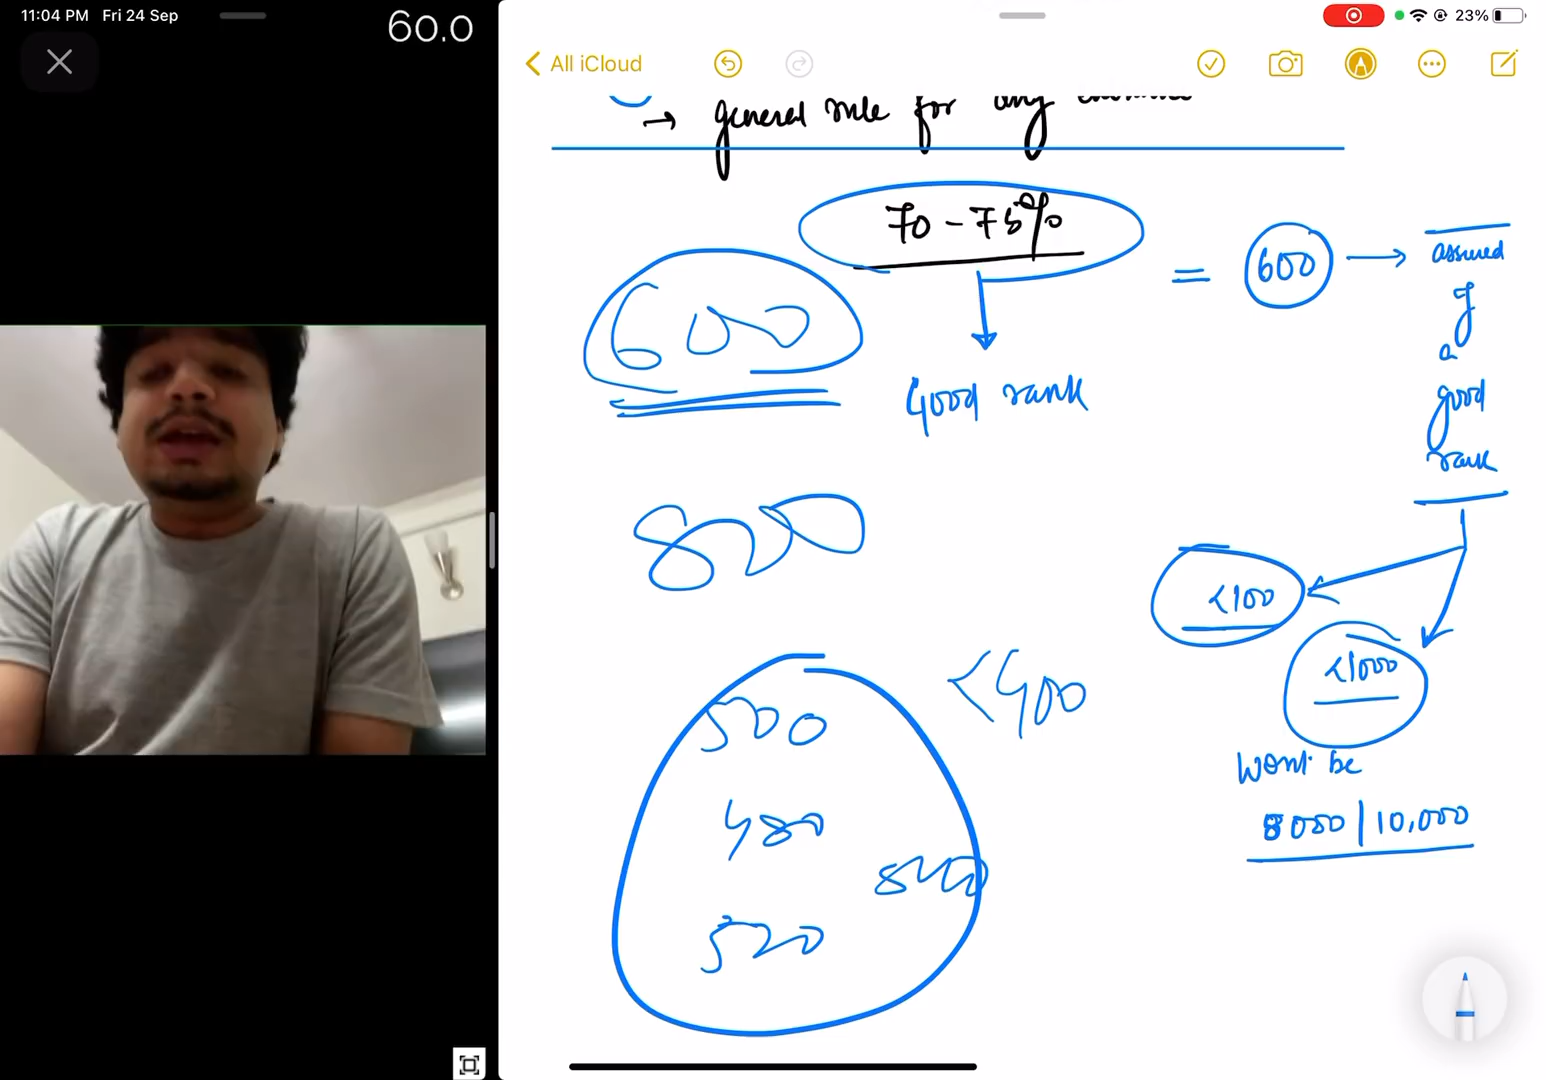 11:04 PM Fri 24 Sep
60.0
23%
All iCloud
→ general rule for any
70 - 75%
= 600 → assured
of
a
good
rank
600
Good rank
800
<100
<1000
Wont be
8000 | 10,000
<400
500
480
540
520